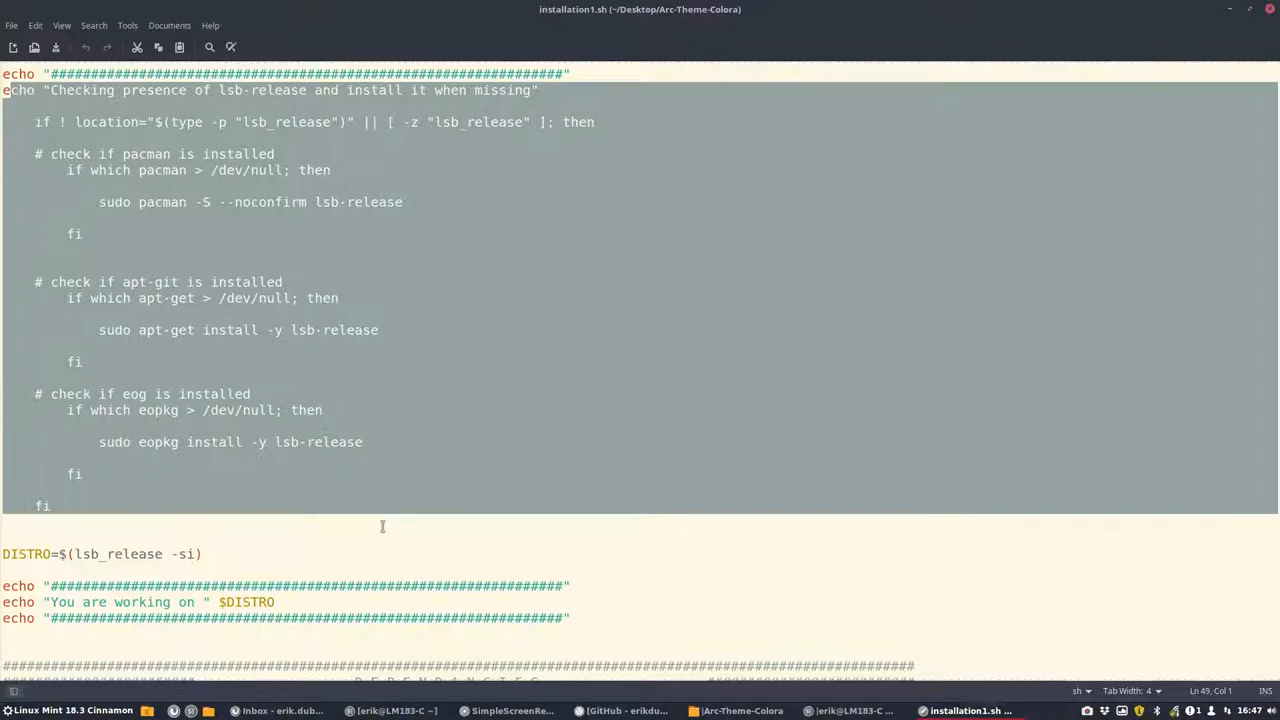 installation1.sh (~/Desktop/Arc-Theme-Colora)
File Edit View Search Tools Documents Help
echo "################################################################"
echo "Checking presence of lsb-release and install it when missing"
if ! location="$(type -p "lsb_release")" || [ -z "lsb_release" ]; then
# check if pacman is installed
if which pacman > /dev/null; then
sudo pacman -S --noconfirm lsb-release
fi
# check if apt-git is installed
if which apt-get > /dev/null; then
sudo apt-get install -y lsb-release
fi
# check if eog is installed
if which eopkg > /dev/null; then
sudo eopkg install -y lsb-release
fi
fi
DISTRO=$(lsb_release -si)
echo "################################################################"
echo "You are working on " $DISTRO
echo "################################################################"
##################################################################################################################
sh Tab Width: 4 Ln 49, Col 1 INS
Linux Mint 18.3 Cinnamon Inbox - erik.dub... [erik@LM183-C ~] SimpleScreenRe... [GitHub - erikdu... |Arc-Theme-Colora |erik@LM183-C ... installation1.sh ... 1 16:47